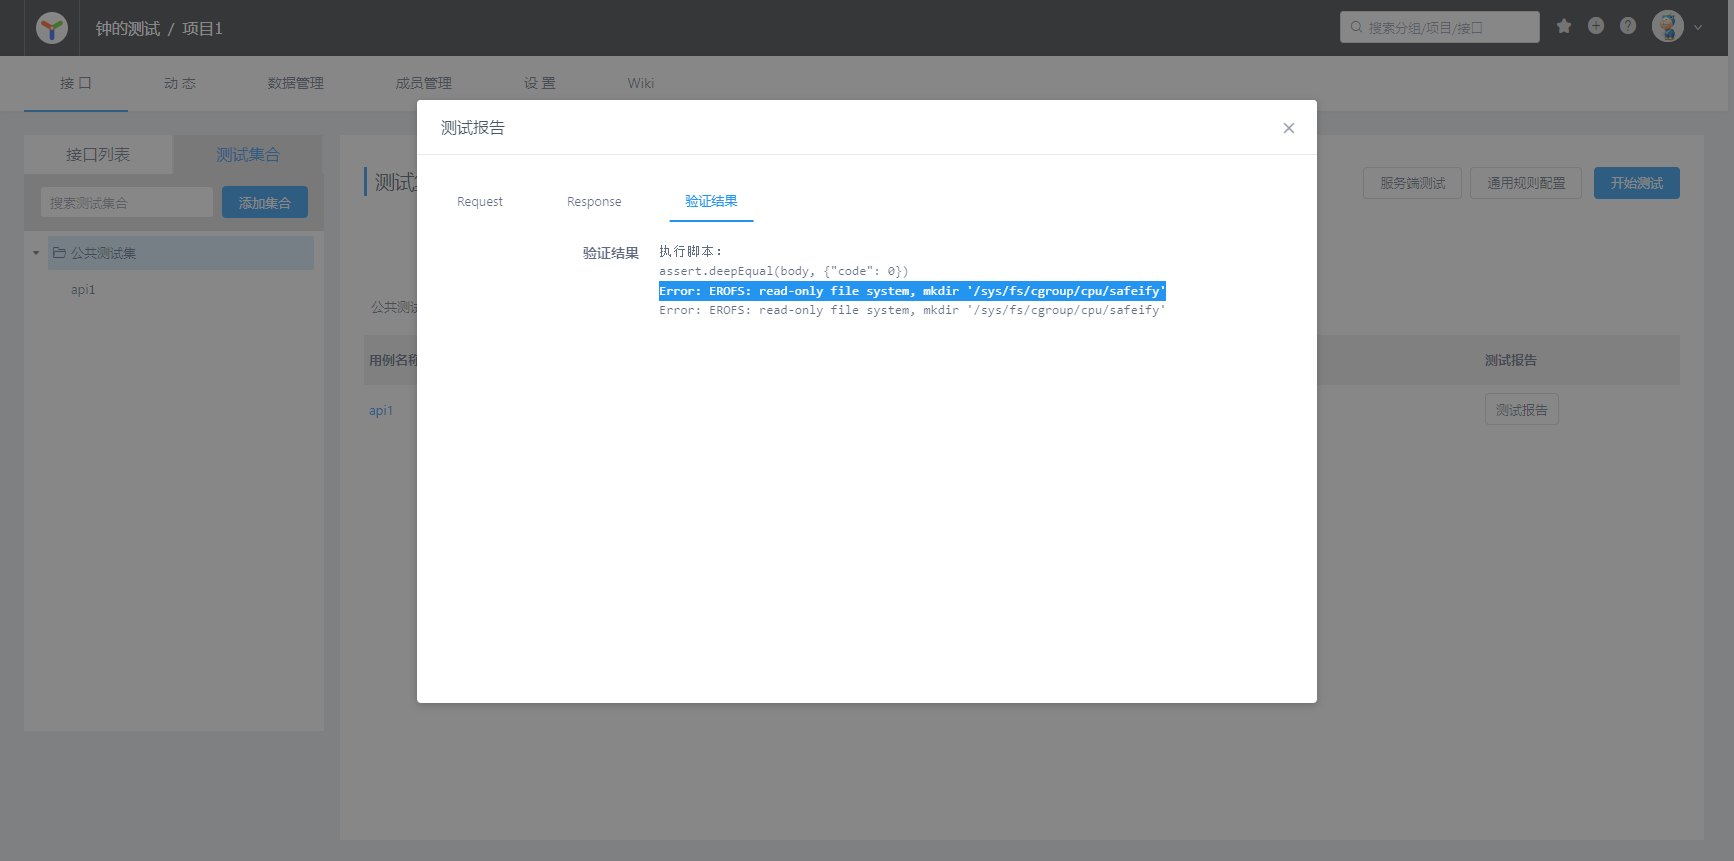 钟的测试 / 项目1
搜索分组/项目/接口
接 口
动 态
数据管理
成员管理
设 置
Wiki
接口列表
测试集合
搜索测试集合
添加集合
公共测试集
api1
测试
服务端测试
通用规则配置
开始测试
公共测
用例名
测试报告
api1
测试报告
测试报告
Request
Response
验证结果
验证结果
执行脚本：
assert.deepEqual(body, {"code": 0})
Error: EROFS: read-only file system, mkdir '/sys/fs/cgroup/cpu/safeify'
Error: EROFS: read-only file system, mkdir '/sys/fs/cgroup/cpu/safeify'